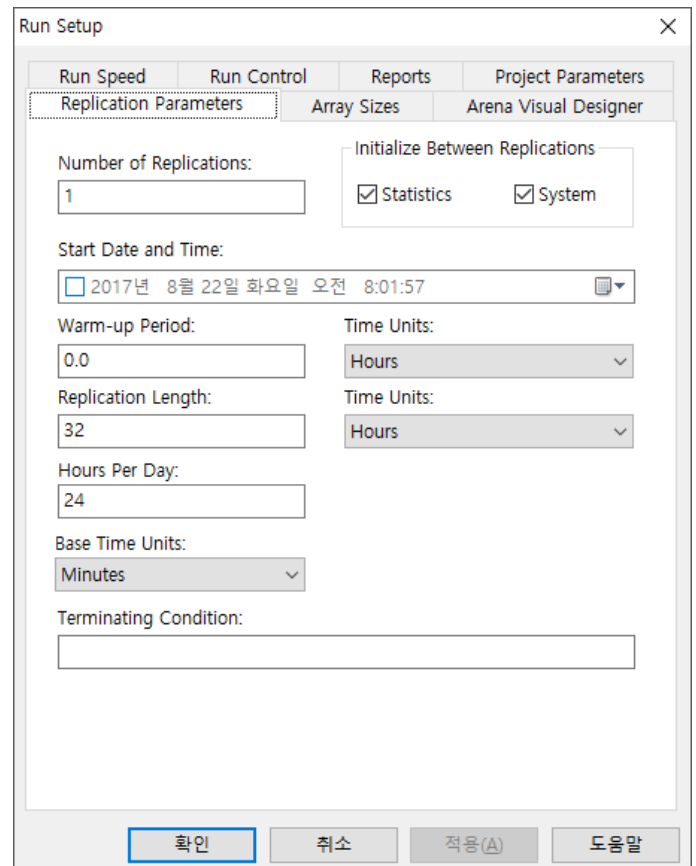 Run Setup
Run Speed Run Control Reports Project Parameters
Replication Parameters Array Sizes Arena Visual Designer
Number of Replications:
1
Initialize Between Replications
Statistics System
Start Date and Time:
2017년 8월 22일 화요일 오전 8:01:57
Warm-up Period: Time Units:
0.0 Hours
Replication Length: Time Units:
32 Hours
Hours Per Day:
24
Base Time Units:
Minutes
Terminating Condition:
확인 취소 적용(A) 도움말